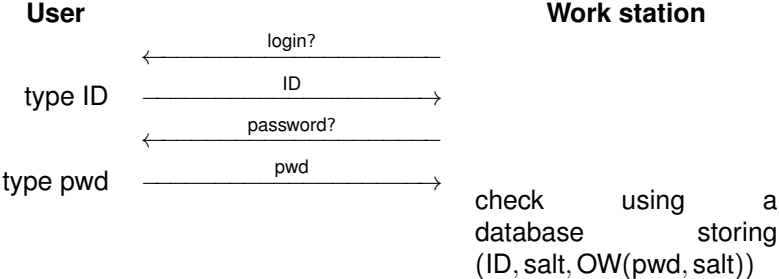 User Work station
login?
type ID ID
password?
type pwd pwd
check using a
database storing
(ID, salt, OW(pwd, salt))